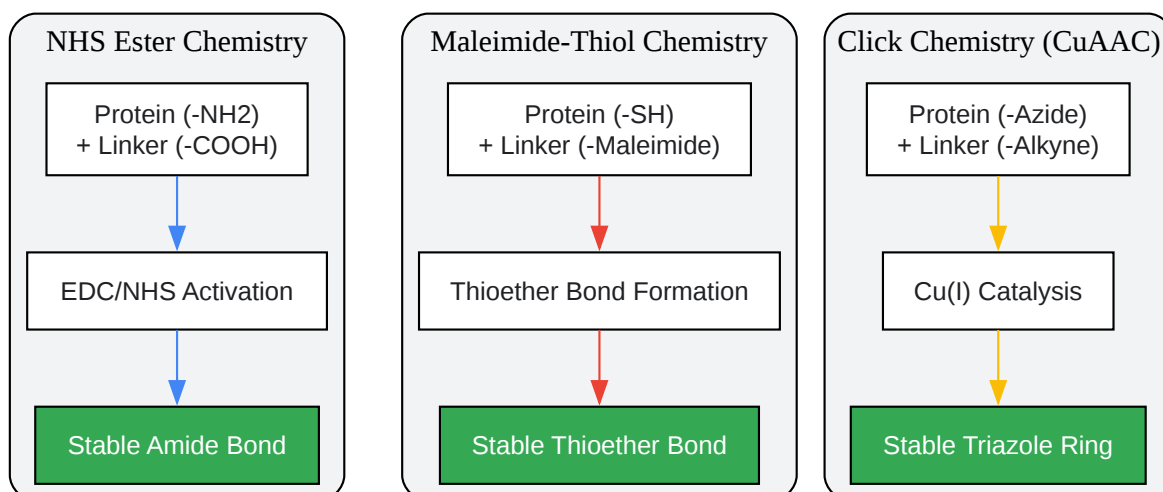 NHS Ester Chemistry
Protein (-NH2)
+ Linker (-COOH)
EDC/NHS Activation
Stable Amide Bond
Maleimide-Thiol Chemistry
Protein (-SH)
+ Linker (-Maleimide)
Thioether Bond Formation
Stable Thioether Bond
Click Chemistry (CuAAC)
Protein (-Azide)
+ Linker (-Alkyne)
Cu(I) Catalysis
Stable Triazole Ring